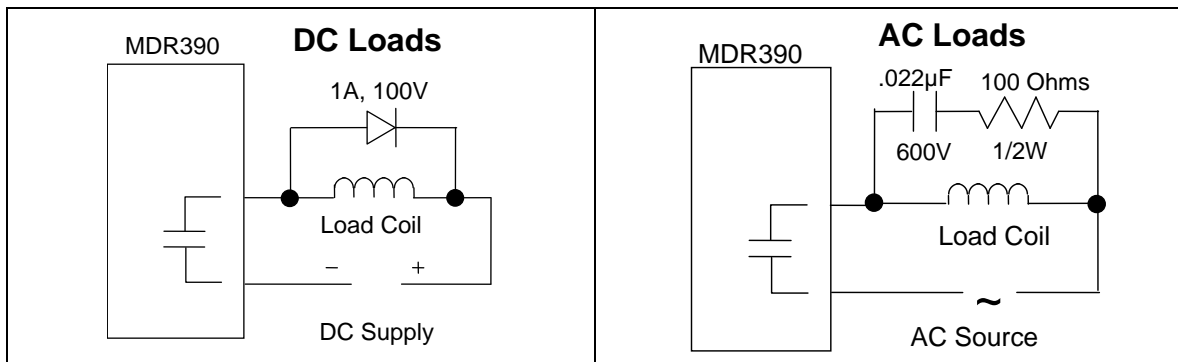 DC Loads
MDR390
1A, 100V
Load Coil
− +
DC Supply
AC Loads
MDR390
.022µF 100 Ohms
600V 1/2W
Load Coil
~
AC Source